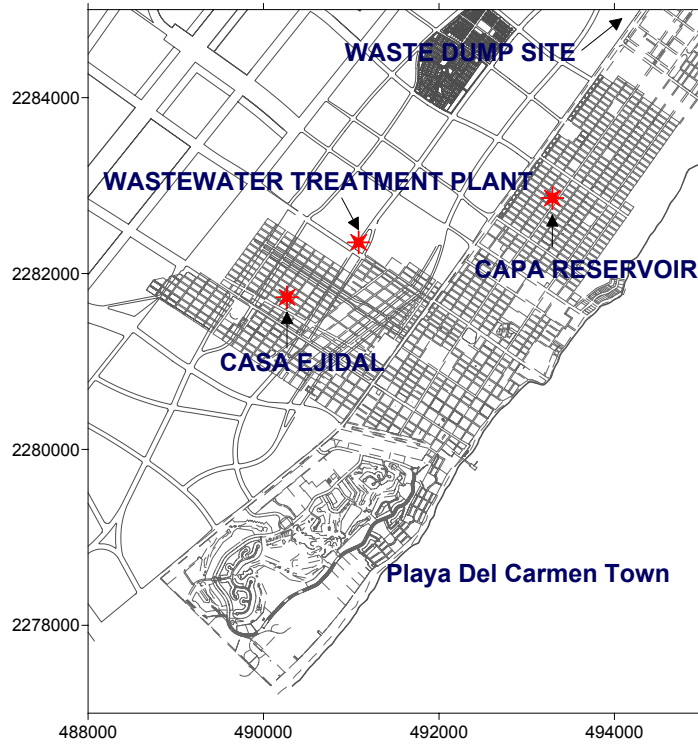 WASTE DUMP SITE
2284000
WASTEWATER TREATMENT PLANT
2282000
CAPA RESERVOIR
CASA EJIDAL
2280000
Playa Del Carmen Town
2278000
488000 490000 492000 494000